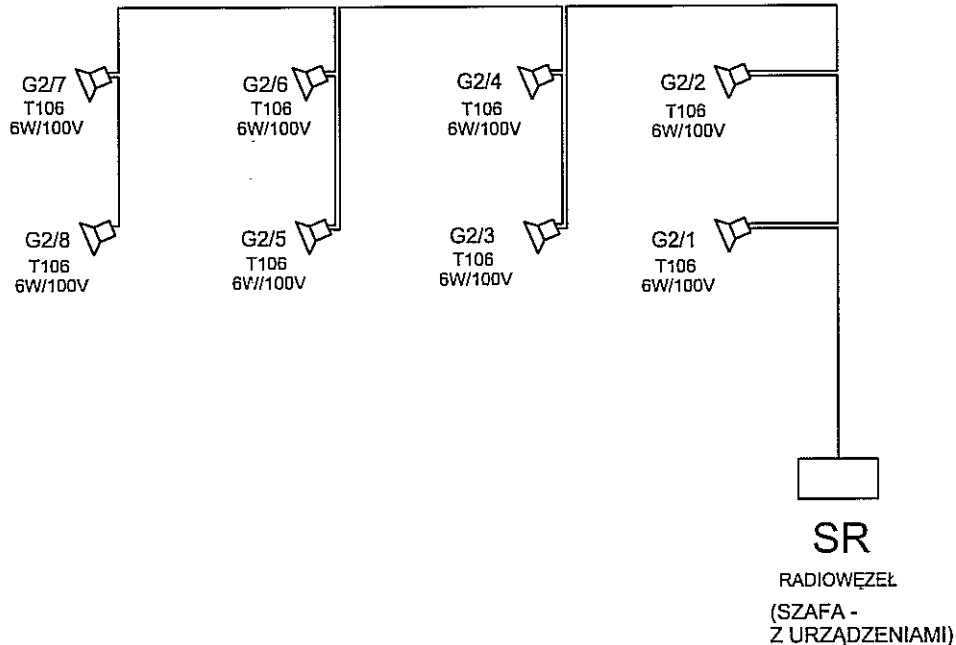 G2/7
T106
6W/100V
G2/6
T106
6W/100V
G2/4
T106
6W/100V
G2/2
T106
6W/100V
G2/8
T106
6W/100V
G2/5
T106
6W/100V
G2/3
T106
6W/100V
G2/1
T106
6W/100V
SR
RADIOWĘZEŁ
(SZAFA -
Z URZĄDZENIAMI)